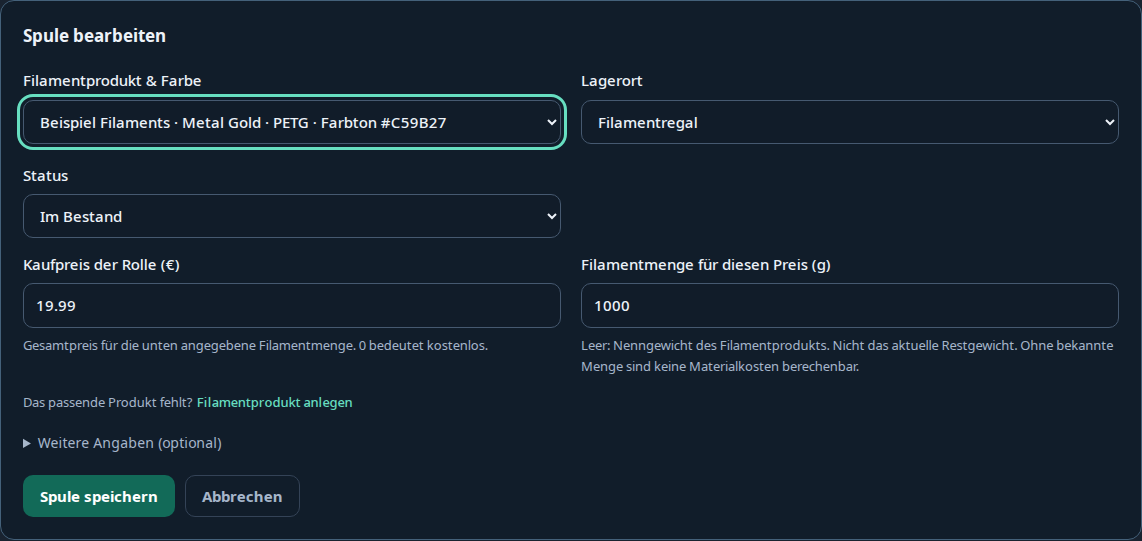 Spule bearbeiten
Filamentprodukt & Farbe
Lagerort
Beispiel Filaments · Metal Gold · PETG · Farbton #C59B27
Filamentregal
Status
Im Bestand
Kaufpreis der Rolle (€)
Filamentmenge für diesen Preis (g)
19.99
1000
Gesamtpreis für die unten angegebene Filamentmenge. 0 bedeutet kostenlos.
Leer: Nenngewicht des Filamentprodukts. Nicht das aktuelle Restgewicht. Ohne bekannte
Menge sind keine Materialkosten berechenbar.
Das passende Produkt fehlt? Filamentprodukt anlegen
Weitere Angaben (optional)
Spule speichern
Abbrechen